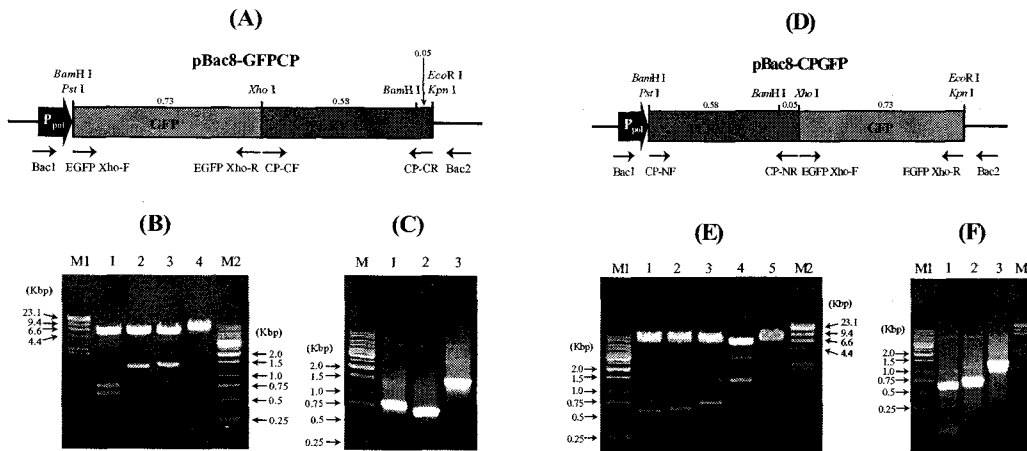 (A)
pBac8-GFPCP
0.05
BamH I
Pst I
Xho I
BamH I
EcoR I
Kpn I
0.73
0.58
Ppol
GFP
Bac1
EGFP Xho-F
EGFP Xho-R
CP-CF
CP-CR
Bac2
(B)
M1 1 2 3 4 M2
(Kbp)
23.1
9.4
6.6
4.4
(Kbp)
2.0
1.5
1.0
0.75
0.5
0.25
(C)
M 1 2 3
(Kbp)
2.0
1.5
1.0
0.75
0.5
0.25
(D)
pBac8-CPGFP
BamH I
Pst I
BamH I
Xho I
EcoR I
Kpn I
0.58
0.05
0.73
Ppol
GFP
Bac1
CP-NF
CP-NR
EGFP Xho-F
EGFP Xho-R
Bac2
(E)
M1 1 2 3 4 5 M2
(Kbp)
2.0
1.5
1.0
0.75
0.5
0.25
(Kbp)
23.1
9.4
6.6
4.4
(F)
M 1 2 3 M
(Kbp)
2.0
1.5
1.0
0.75
0.5
0.25